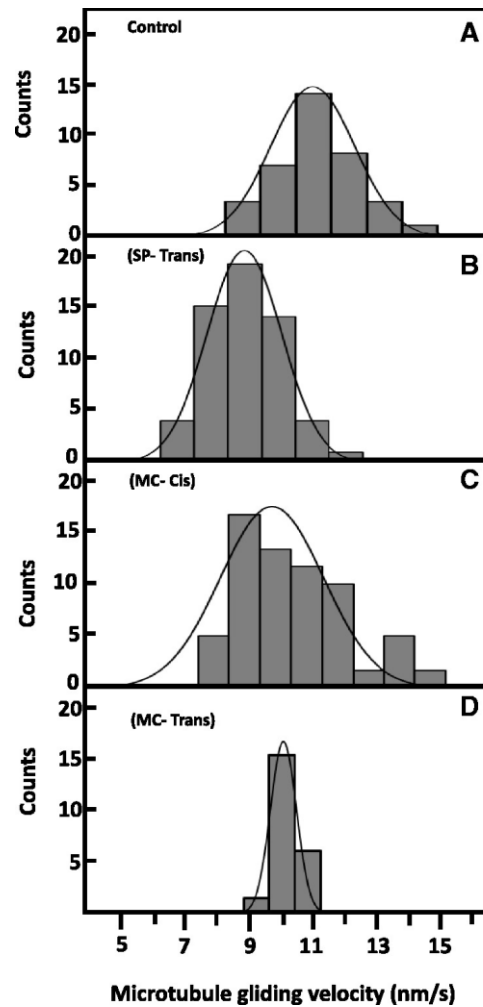 Control
A
20
15
10
5
0
Counts
(SP- Trans)
B
20
15
10
5
0
Counts
(MC- Cis)
C
20
15
10
5
0
Counts
(MC- Trans)
D
20
15
10
5
Counts
5 7 9 11 13 15
Microtubule gliding velocity (nm/s)